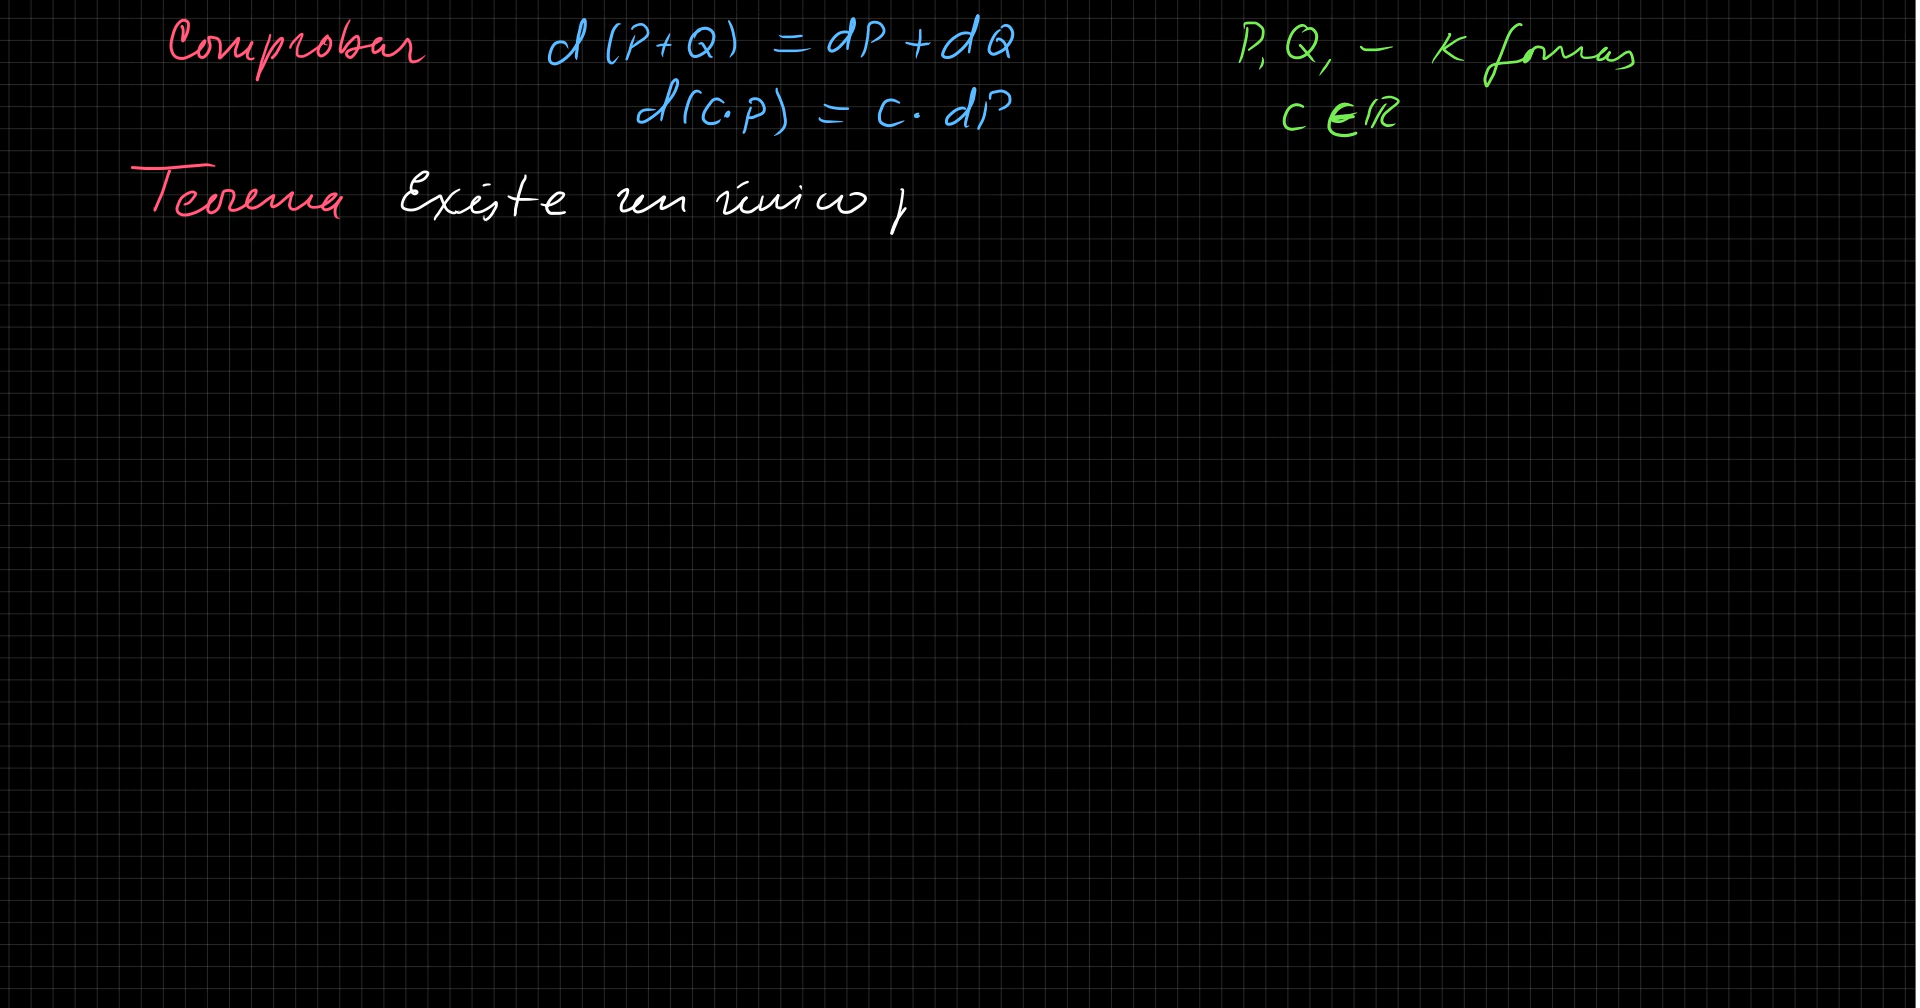 Comprobar d(P+Q) = dP + dQ P, Q, - K formas
d(c·P) = c·dP C ∈ ℝ
Teorema Existe un único